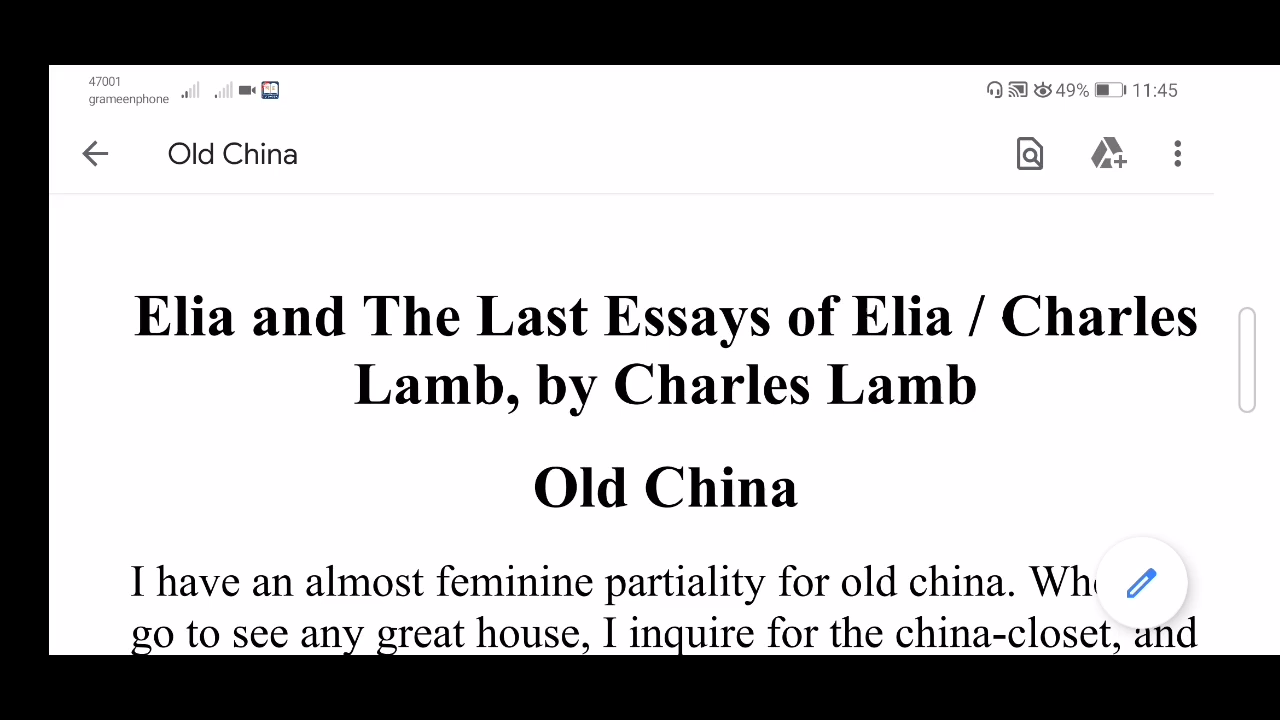 47001
grameenphone
49%
11:45
Old China
Elia and The Last Essays of Elia / Charles
Lamb, by Charles Lamb
Old China
I have an almost feminine partiality for old china.
go to see any great house, I inquire for the china-closet, and